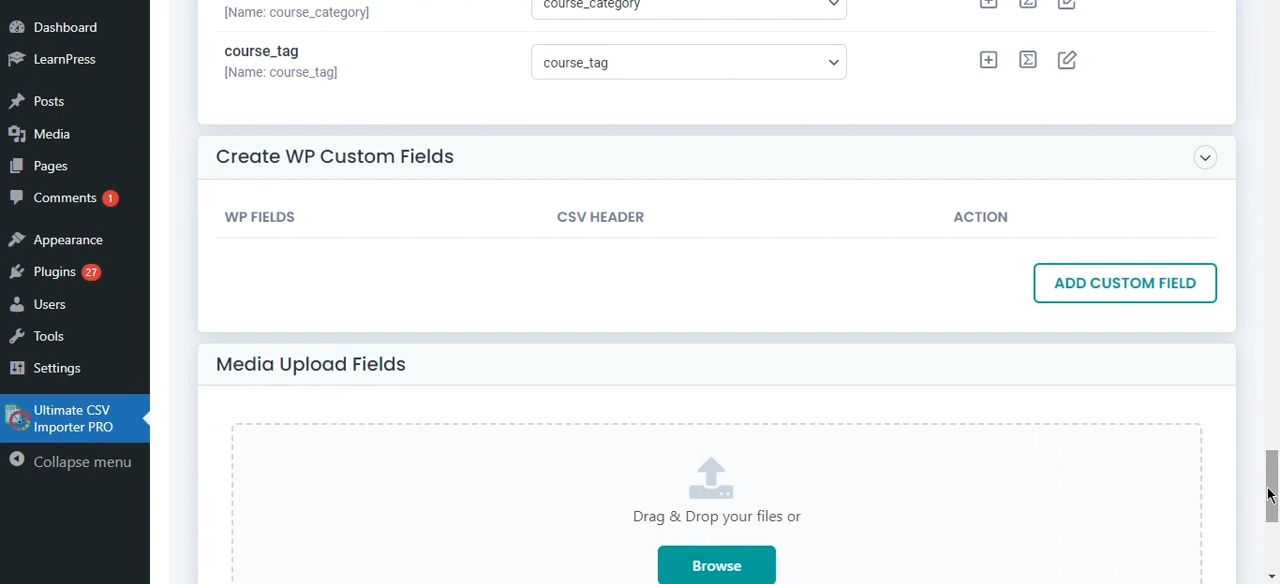 Dashboard
LearnPress
Posts
Media
Pages
Comments 1
Appearance
Plugins 27
Users
Tools
Settings
Ultimate CSV
Importer PRO
Collapse menu
[Name: course_category]
course_category
course_tag
[Name: course_tag]
course_tag
Create WP Custom Fields
WP FIELDS CSV HEADER ACTION
ADD CUSTOM FIELD
Media Upload Fields
Drag & Drop your files or
Browse